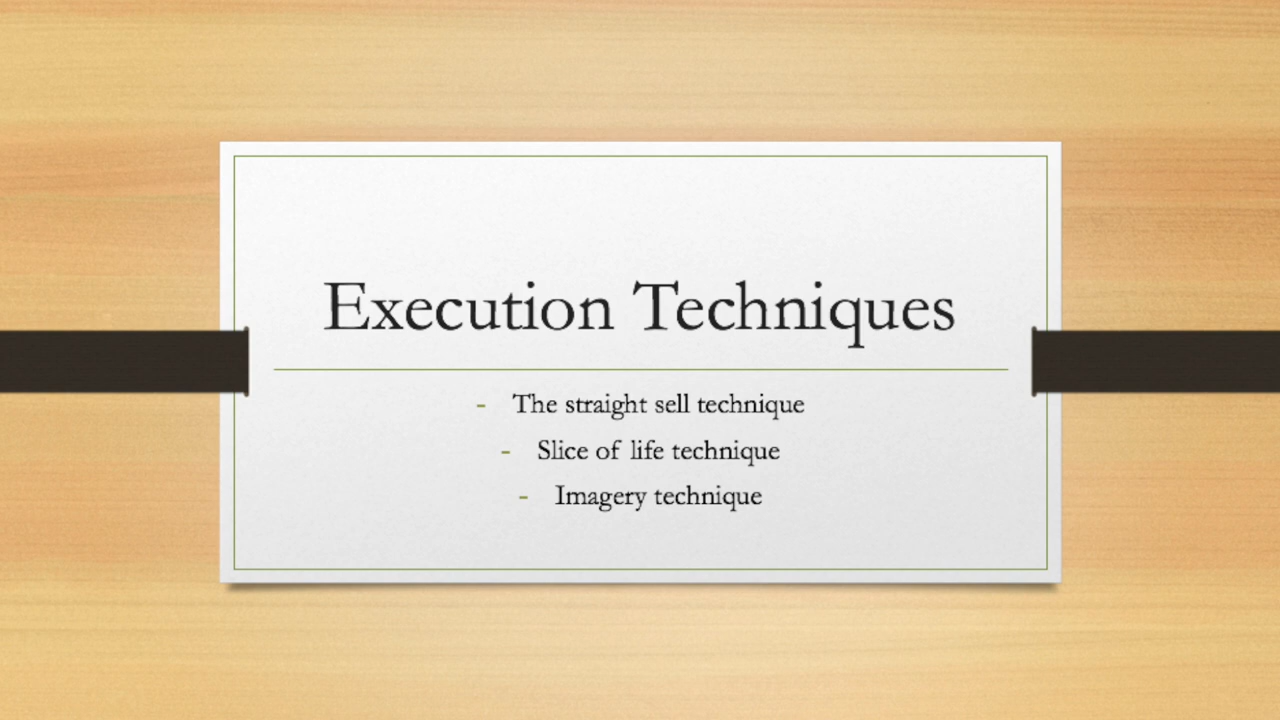 Execution Techniques
- The straight sell technique
- Slice of life technique
- Imagery technique